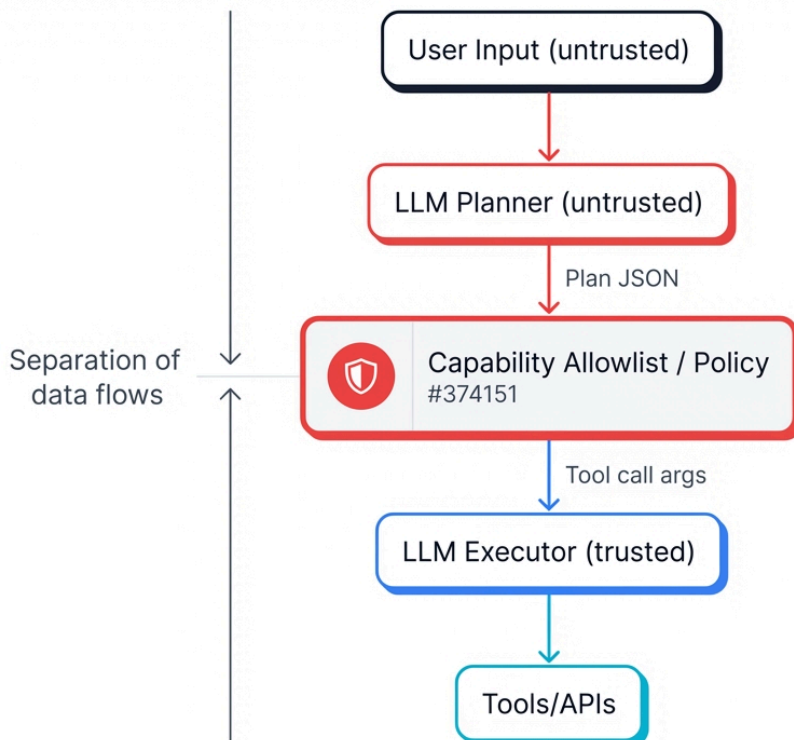 User Input (untrusted)
LLM Planner (untrusted)
Plan JSON
Separation of
data flows
Capability Allowlist / Policy
#374151
Tool call args
LLM Executor (trusted)
Tools/APIs